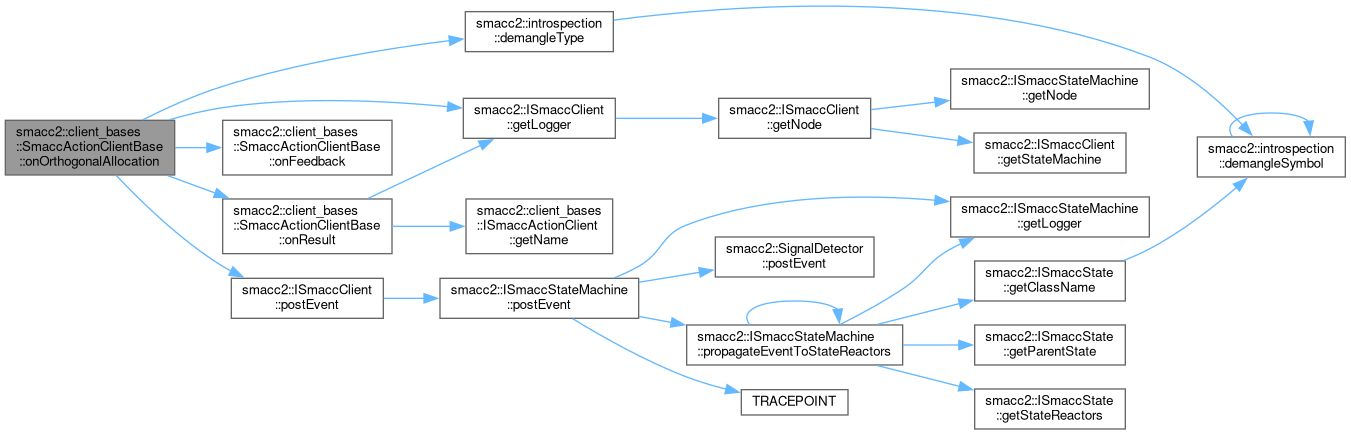 smacc2::client_bases
::SmaccActionClientBase
::onOrthogonalAllocation
smacc2::introspection
::demangleType
smacc2::ISmaccClient
::getLogger
smacc2::client_bases
::SmaccActionClientBase
::onFeedback
smacc2::client_bases
::SmaccActionClientBase
::onResult
smacc2::ISmaccClient
::postEvent
smacc2::client_bases
::ISmaccActionClient
::getName
smacc2::ISmaccStateMachine
::postEvent
smacc2::ISmaccClient
::getNode
smacc2::SignalDetector
::postEvent
smacc2::ISmaccStateMachine
::propagateEventToStateReactors
TRACEPOINT
smacc2::ISmaccStateMachine
::getNode
smacc2::ISmaccClient
::getStateMachine
smacc2::ISmaccStateMachine
::getLogger
smacc2::ISmaccState
::getClassName
smacc2::ISmaccState
::getParentState
smacc2::ISmaccState
::getStateReactors
smacc2::introspection
::demangleSymbol